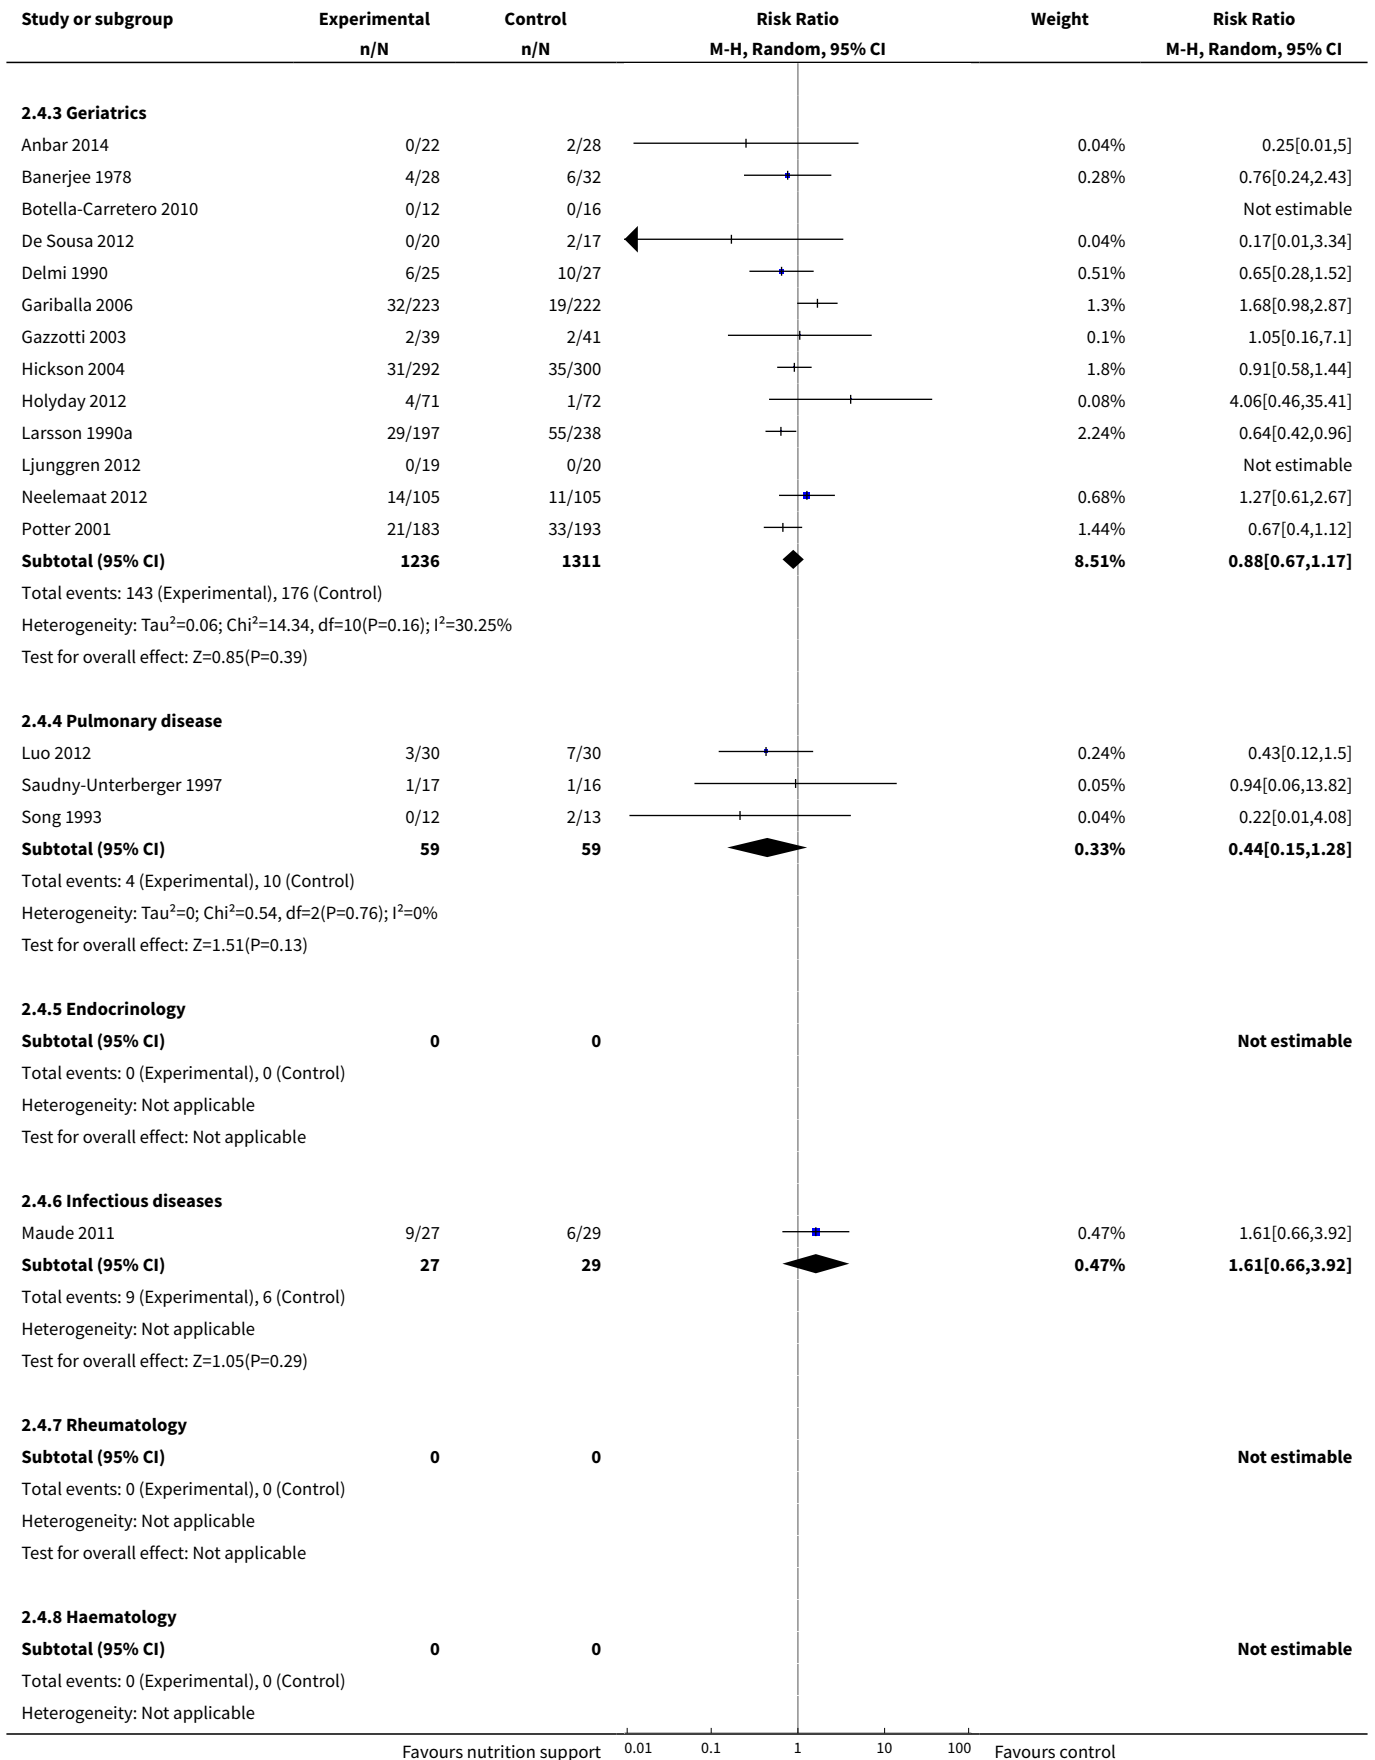 Study or subgroup Experimental Control Risk Ratio Weight Risk Ratio
n/N n/N M-H, Random, 95% CI M-H, Random, 95% CI
2.4.3 Geriatrics
Anbar 2014 0/22 2/28 0.04% 0.25[0.01,5]
Banerjee 1978 4/28 6/32 0.28% 0.76[0.24,2.43]
Botella-Carretero 2010 0/12 0/16 Not estimable
De Sousa 2012 0/20 2/17 0.04% 0.17[0.01,3.34]
Delmi 1990 6/25 10/27 0.51% 0.65[0.28,1.52]
Gariballa 2006 32/223 19/222 1.3% 1.68[0.98,2.87]
Gazzotti 2003 2/39 2/41 0.1% 1.05[0.16,7.1]
Hickson 2004 31/292 35/300 1.8% 0.91[0.58,1.44]
Holyday 2012 4/71 1/72 0.08% 4.06[0.46,35.41]
Larsson 1990a 29/197 55/238 2.24% 0.64[0.42,0.96]
Ljunggren 2012 0/19 0/20 Not estimable
Neelemaat 2012 14/105 11/105 0.68% 1.27[0.61,2.67]
Potter 2001 21/183 33/193 1.44% 0.67[0.4,1.12]
Subtotal (95% CI) 1236 1311 8.51% 0.88[0.67,1.17]
Total events: 143 (Experimental), 176 (Control)
Heterogeneity: Tau²=0.06; Chi²=14.34, df=10(P=0.16); I²=30.25%
Test for overall effect: Z=0.85(P=0.39)
2.4.4 Pulmonary disease
Luo 2012 3/30 7/30 0.24% 0.43[0.12,1.5]
Saudny-Unterberger 1997 1/17 1/16 0.05% 0.94[0.06,13.82]
Song 1993 0/12 2/13 0.04% 0.22[0.01,4.08]
Subtotal (95% CI) 59 59 0.33% 0.44[0.15,1.28]
Total events: 4 (Experimental), 10 (Control)
Heterogeneity: Tau²=0; Chi²=0.54, df=2(P=0.76); I²=0%
Test for overall effect: Z=1.51(P=0.13)
2.4.5 Endocrinology
Subtotal (95% CI) 0 0 Not estimable
Total events: 0 (Experimental), 0 (Control)
Heterogeneity: Not applicable
Test for overall effect: Not applicable
2.4.6 Infectious diseases
Maude 2011 9/27 6/29 0.47% 1.61[0.66,3.92]
Subtotal (95% CI) 27 29 0.47% 1.61[0.66,3.92]
Total events: 9 (Experimental), 6 (Control)
Heterogeneity: Not applicable
Test for overall effect: Z=1.05(P=0.29)
2.4.7 Rheumatology
Subtotal (95% CI) 0 0 Not estimable
Total events: 0 (Experimental), 0 (Control)
Heterogeneity: Not applicable
Test for overall effect: Not applicable
2.4.8 Haematology
Subtotal (95% CI) 0 0 Not estimable
Total events: 0 (Experimental), 0 (Control)
Heterogeneity: Not applicable
Favours nutrition support 0.01 0.1 1 10 100 Favours control